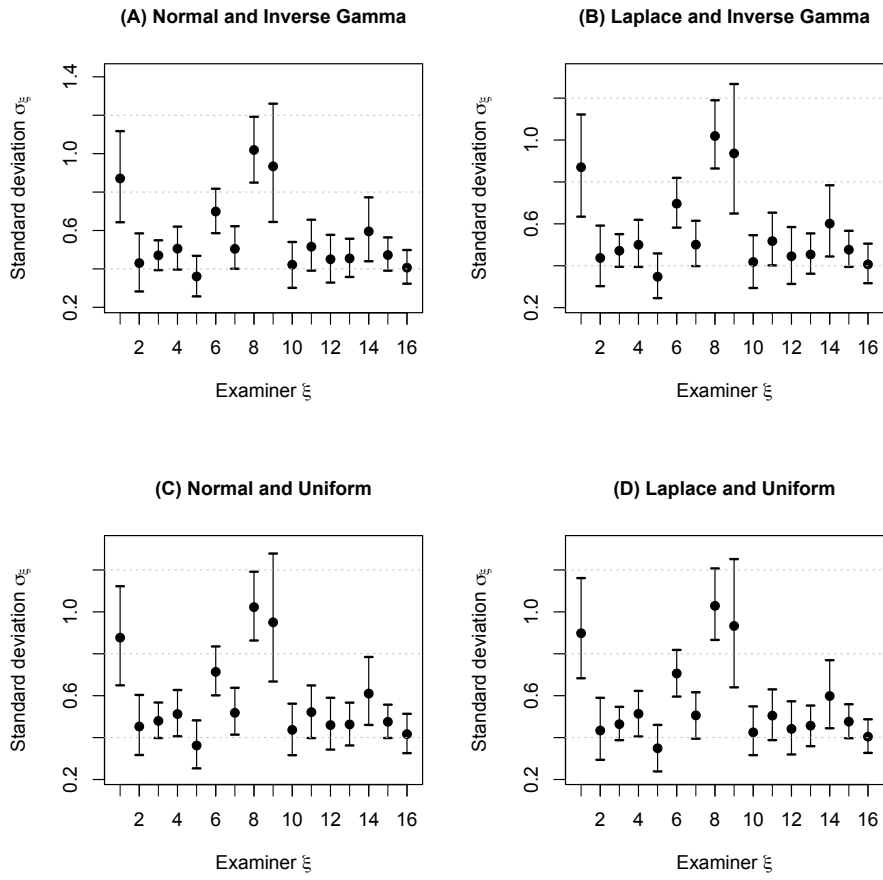 (A) Normal and Inverse Gamma
Standard deviation σξ
0.2 0.6 1.0 1.4
2 4 6 8 10 12 14 16
Examiner ξ
(B) Laplace and Inverse Gamma
Standard deviation σξ
0.2 0.6 1.0
2 4 6 8 10 12 14 16
Examiner ξ
(C) Normal and Uniform
Standard deviation σξ
0.2 0.6 1.0
2 4 6 8 10 12 14 16
Examiner ξ
(D) Laplace and Uniform
Standard deviation σξ
0.2 0.6 1.0
2 4 6 8 10 12 14 16
Examiner ξ